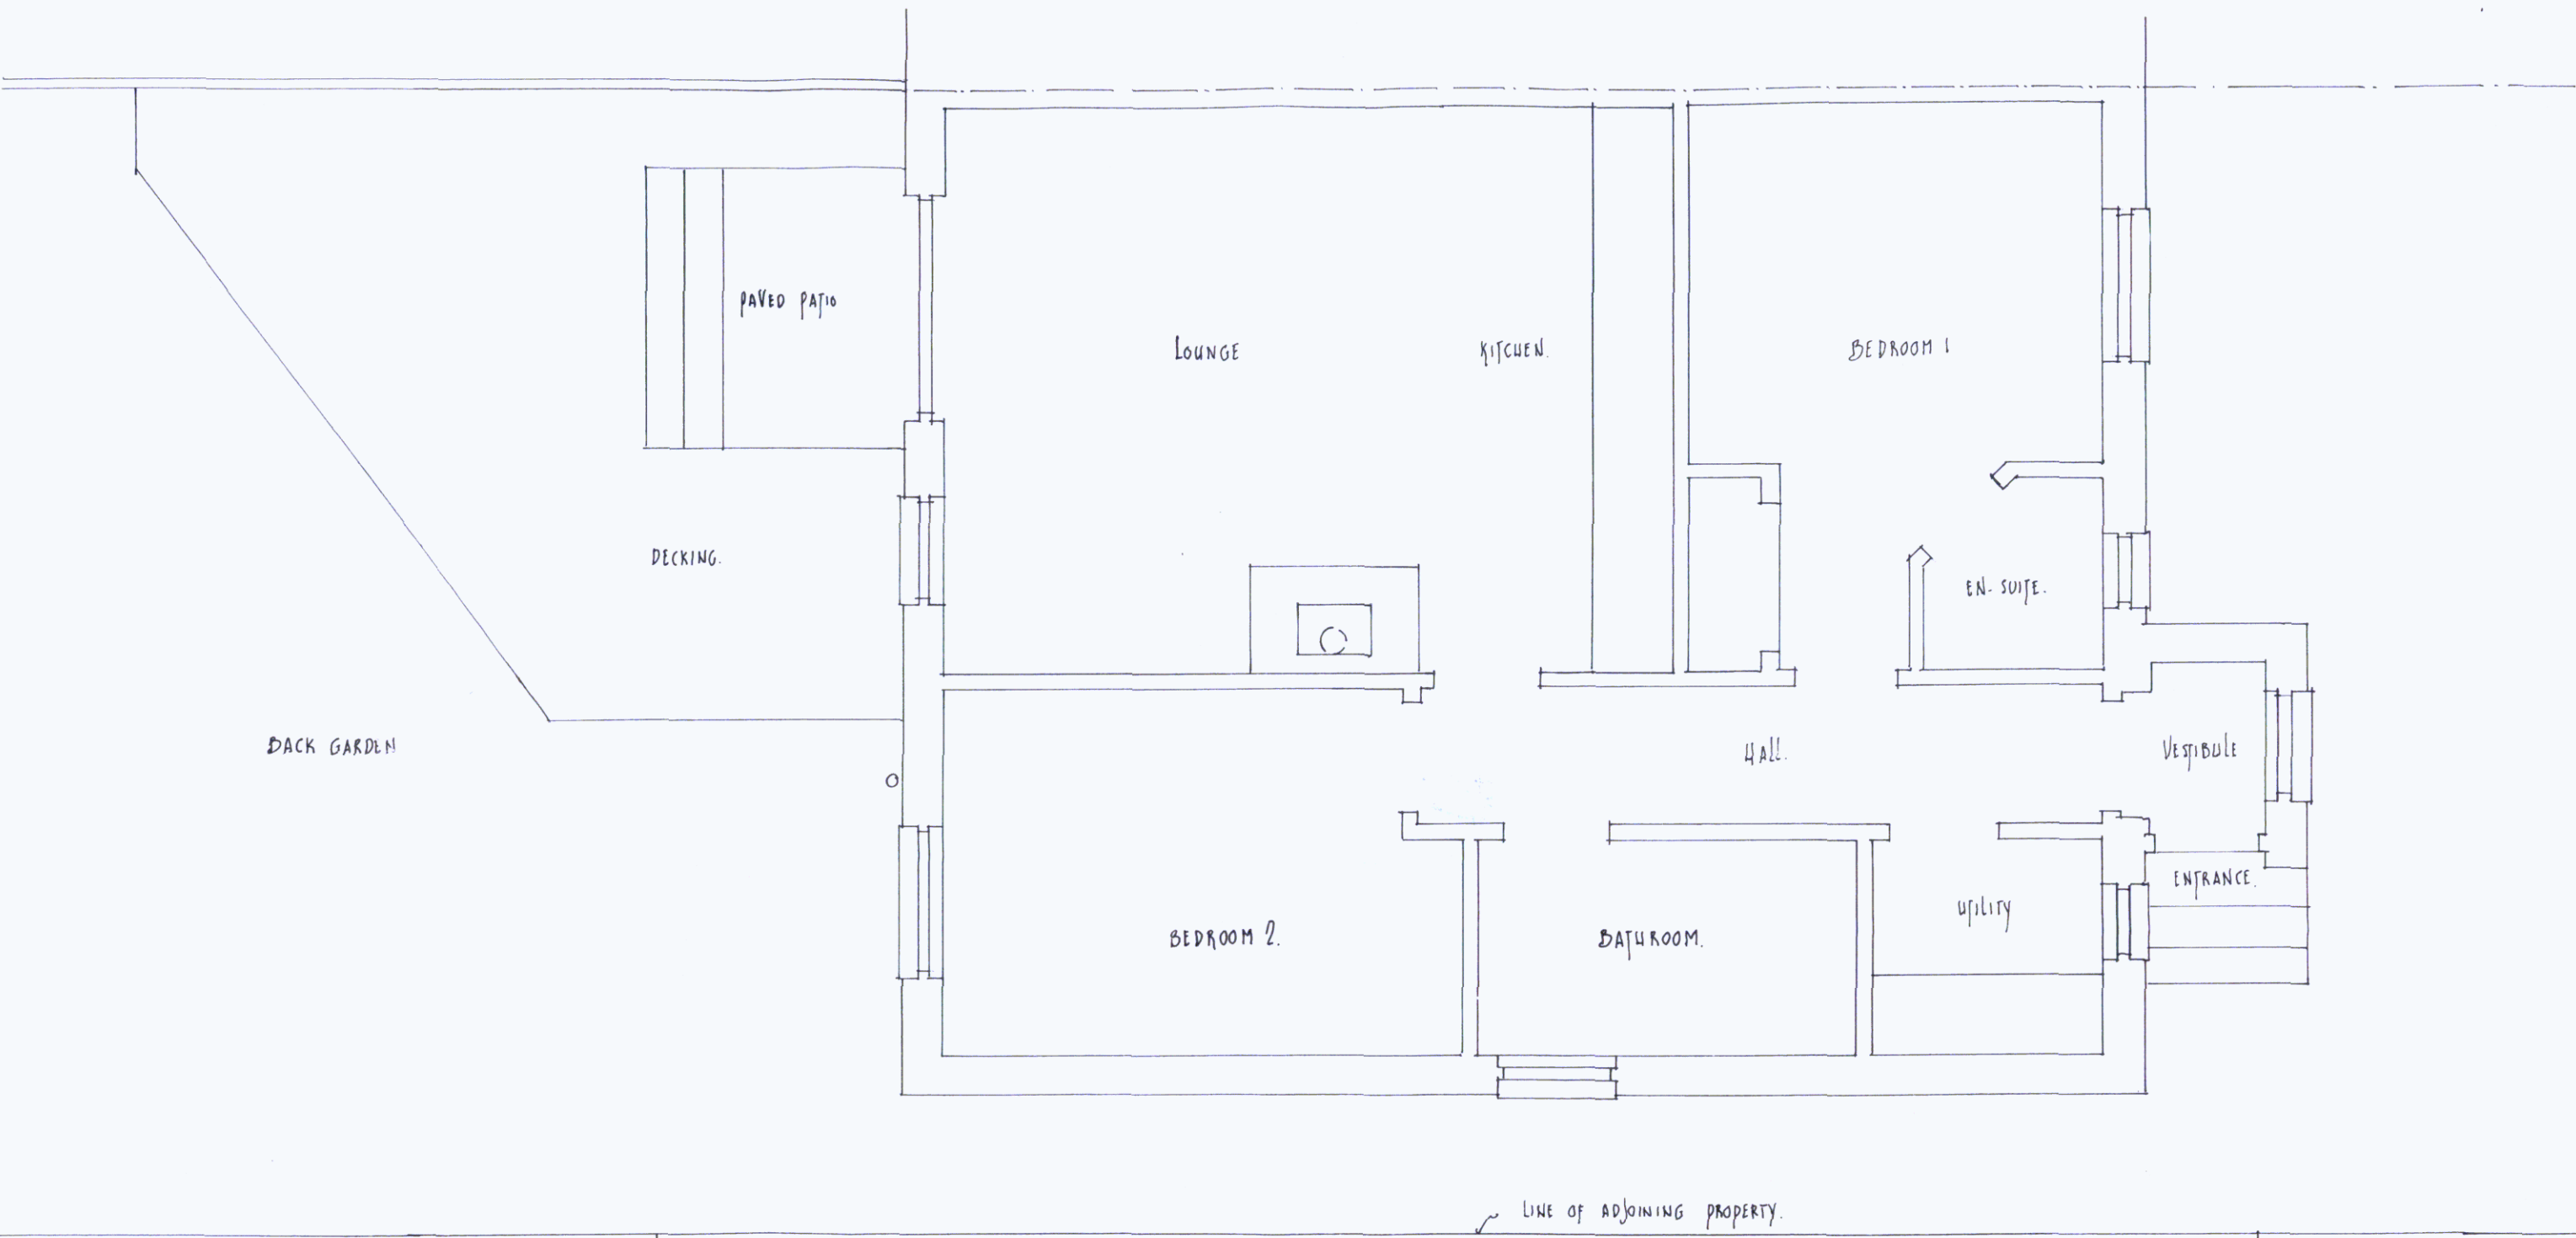 PAVED PATIO
LOUNGE
KITCHEN.
BEDROOM 1
DECKING.
EN-SUITE.
BACK GARDEN
HALL.
VESTIBULE
ENTRANCE.
UTILITY
BEDROOM 2.
BATHROOM.
LINE OF ADJOINING PROPERTY.